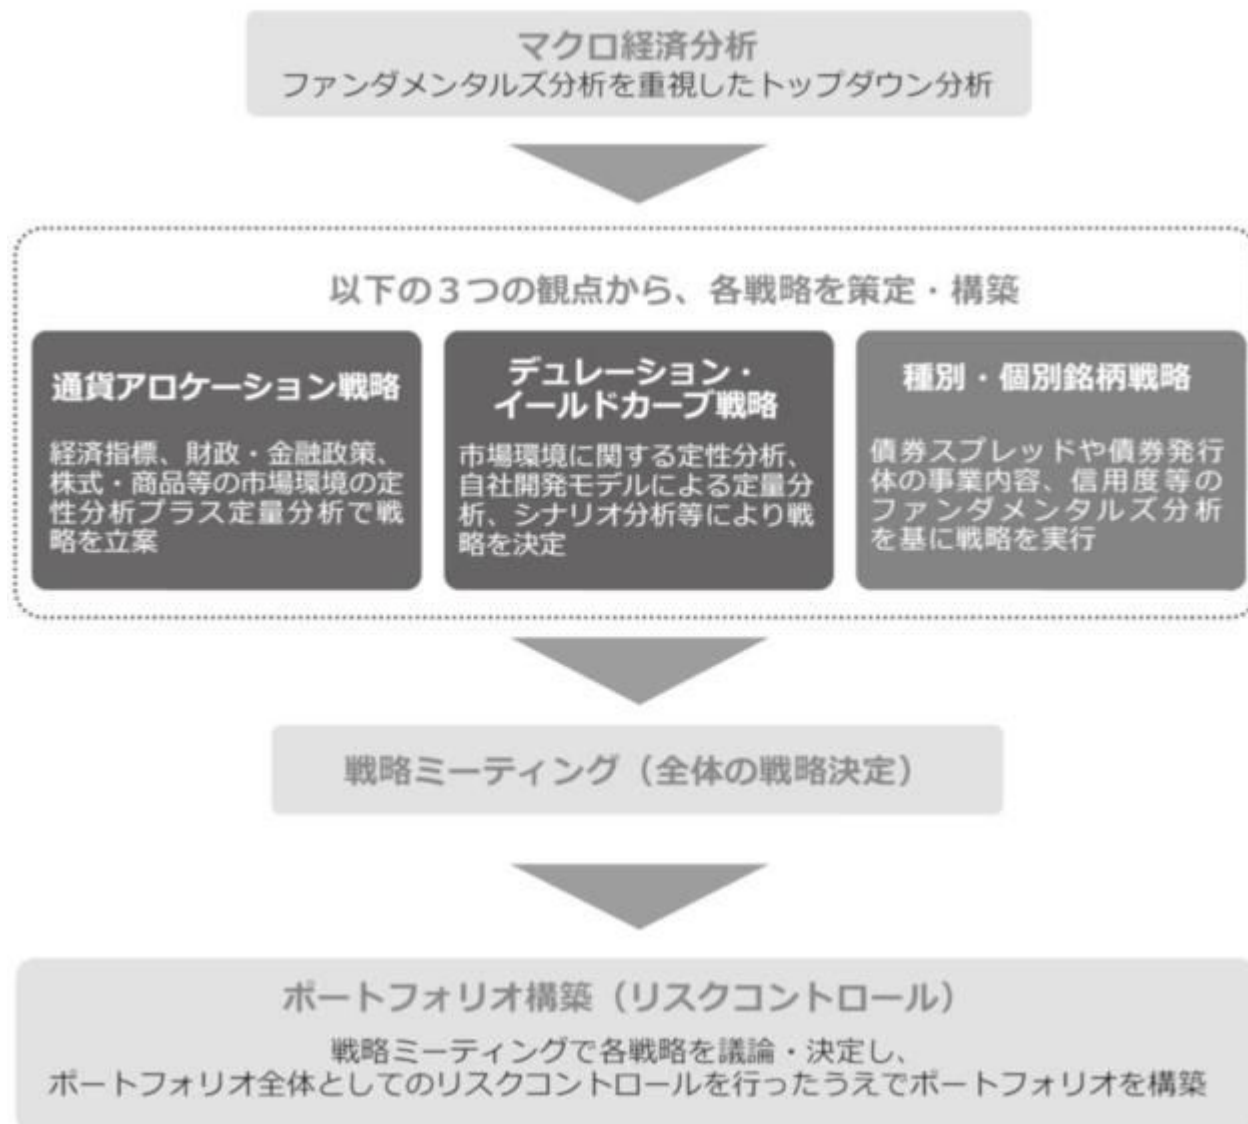 マクロ経済分析
ファンダメンタルズ分析を重視したトップダウン分析
以下の３つの観点から、各戦略を策定・構築
通貨アロケーション戦略
経済指標、財政・金融政策、
株式・商品等の市場環境の定
性分析プラス定量分析で戦
略を立案
デュレーション・
イールドカーブ戦略
市場環境に関する定性分析、
自社開発モデルによる定量分
析、シナリオ分析等により戦
略を決定
種別・個別銘柄戦略
債券スプレッドや債券発行
体の事業内容、信用度等の
ファンダメンタルズ分析
を基に戦略を実行
戦略ミーティング（全体の戦略決定）
ポートフォリオ構築（リスクコントロール）
戦略ミーティングで各戦略を議論・決定し、
ポートフォリオ全体としてのリスクコントロールを行ったうえでポートフォリオを構築